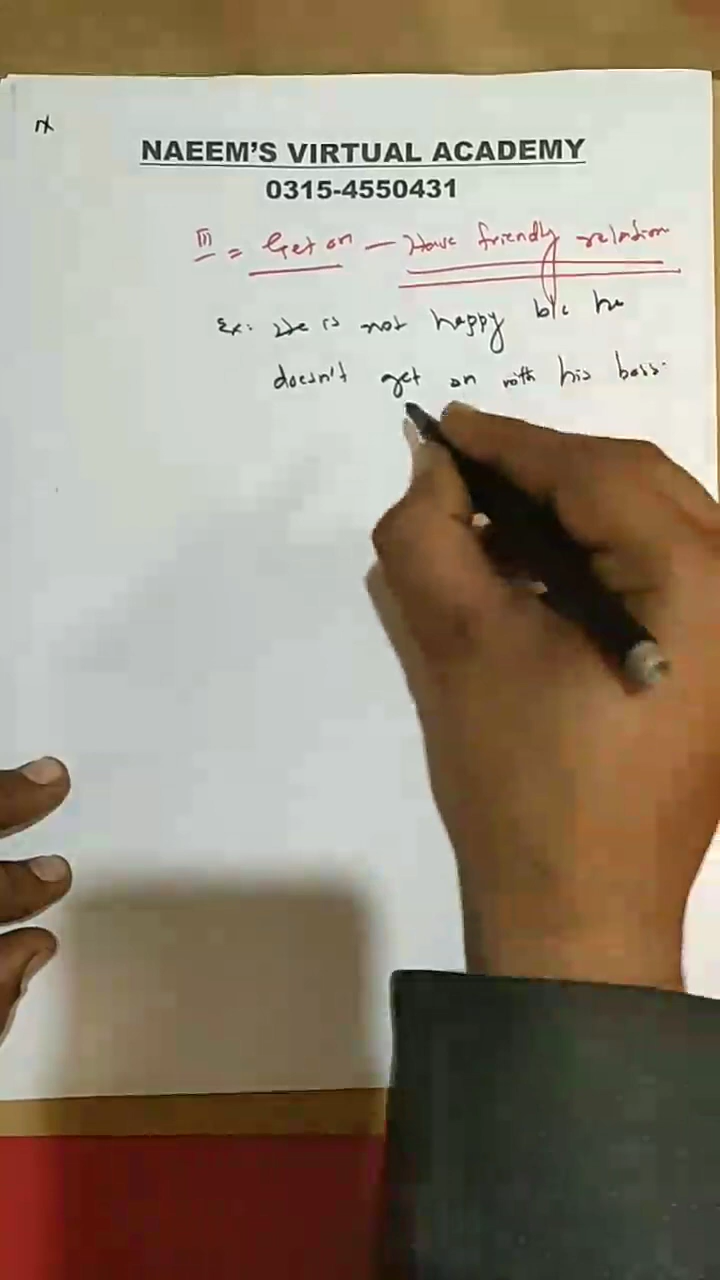 NAEEM'S VIRTUAL ACADEMY
0315-4550431
III = Get on — Have friendly relation
Ex: He is not happy b/c he
doesn't get on with his boss.